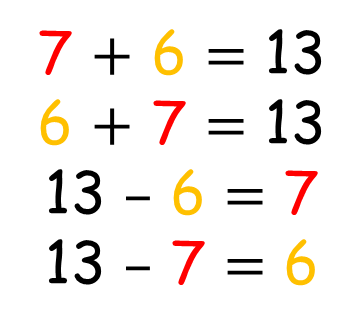 7 + 6 = 13
6 + 7 = 13
13 - 6 = 7
13 - 7 = 6